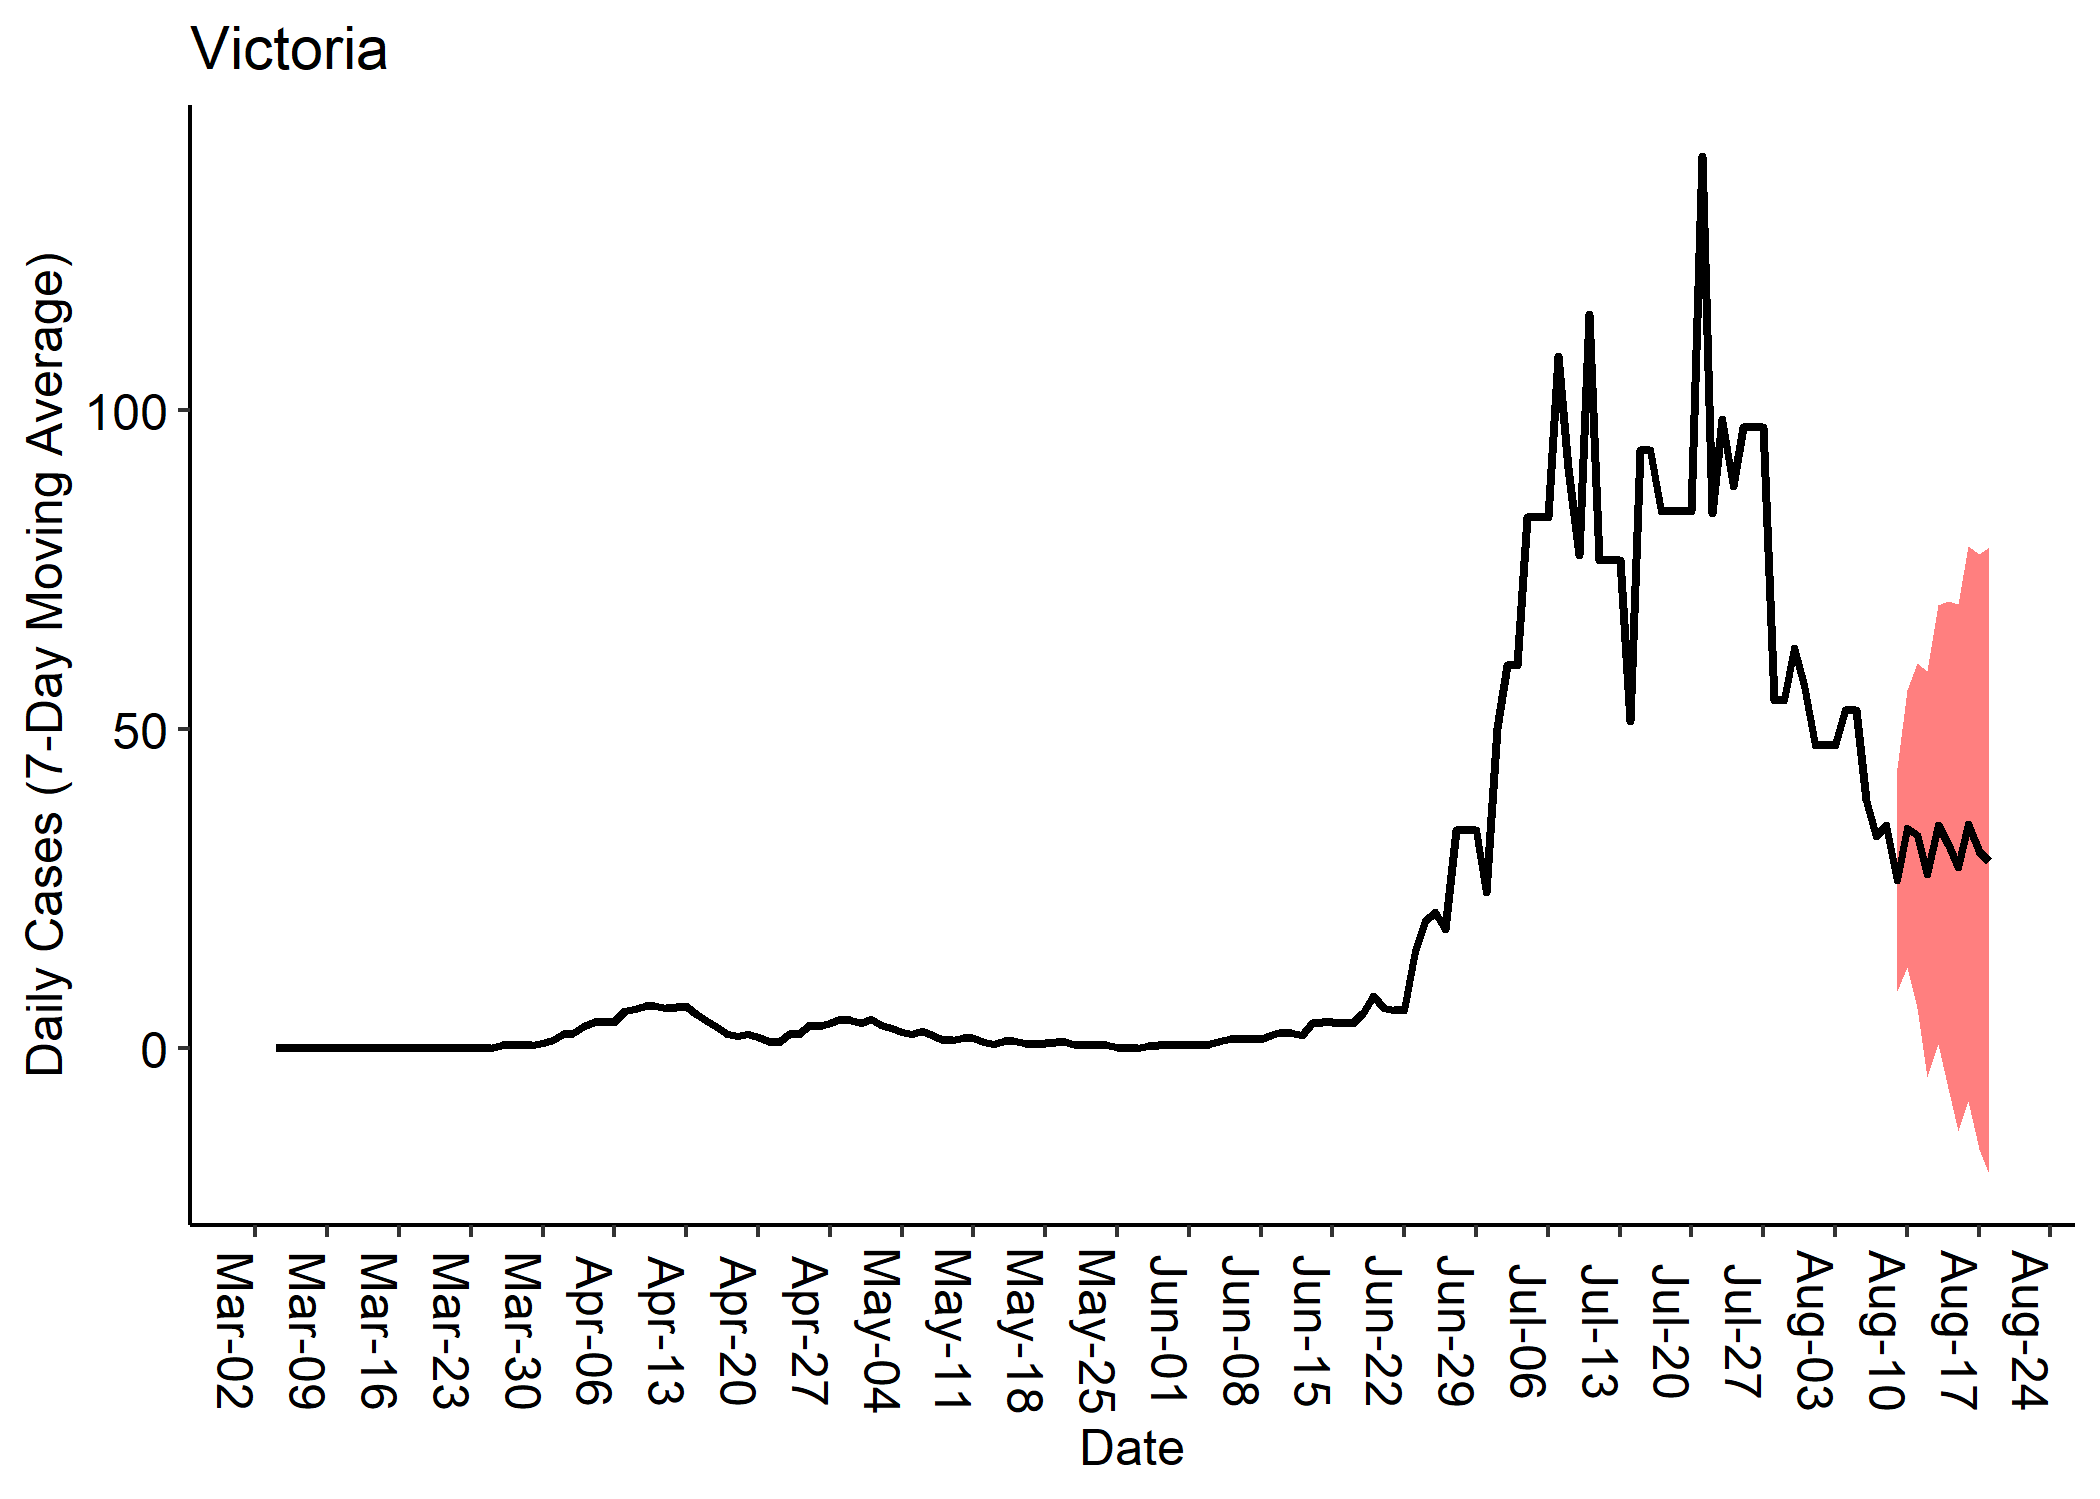 Victoria
Daily Cases (7-Day Moving Average)
100
50
0
Mar-02
Mar-09
Mar-16
Mar-23
Mar-30
Apr-06
Apr-13
Apr-20
Apr-27
May-04
May-11
May-18
May-25
Jun-01
Jun-08
Jun-15
Jun-22
Jun-29
Jul-06
Jul-13
Jul-20
Jul-27
Aug-03
Aug-10
Aug-17
Aug-24
Date